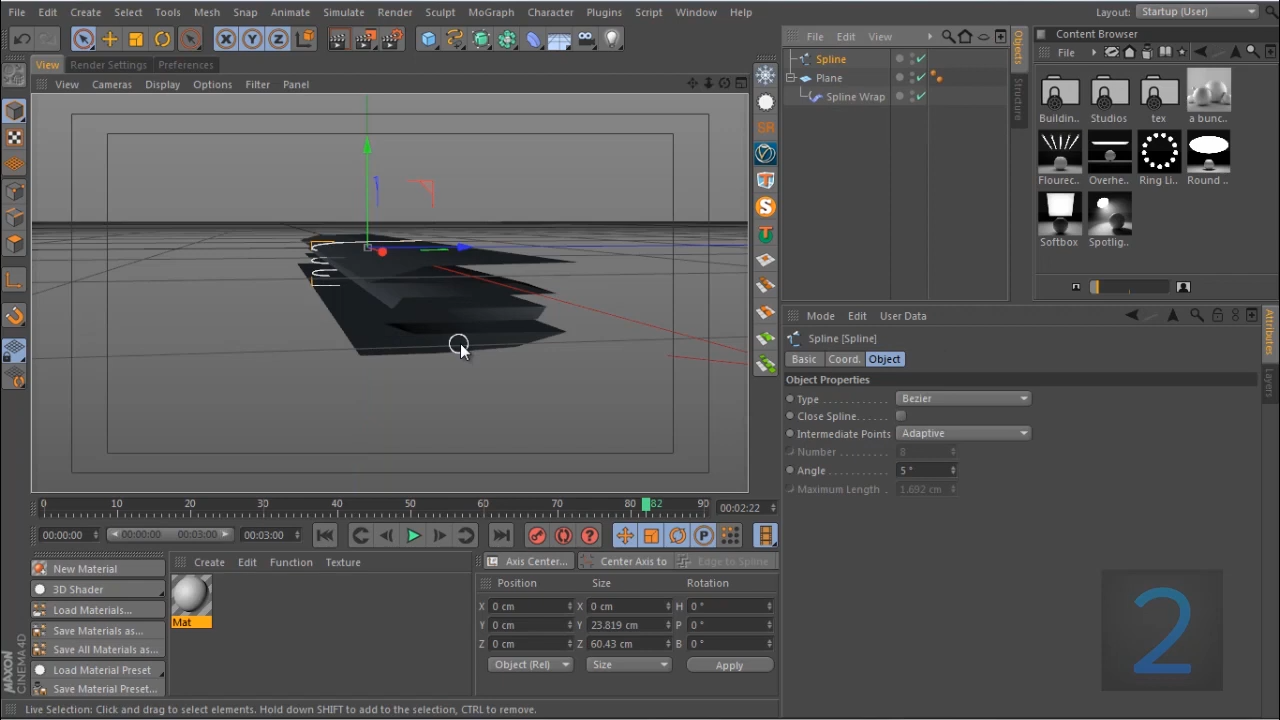 File Edit Create Select Tools Mesh Snap Animate Simulate Render Sculpt MoGraph Character Plugins Script Window Help
Layout: Startup (User)
X Y Z
File Edit View
Objects
Structure
Content Browser
File
View Render Settings Preferences
View Cameras Display Options Filter Panel
Spline
Plane
Spline Wrap
SR
S
T
Buildin.. Studios tex a bunc..
Flourec.. Overhe.. Ring Li.. Round ..
Softbox Spotlig..
Mode Edit User Data
Attributes
Layers
Spline [Spline]
Basic Coord. Object
Object Properties
Type Bezier
Close Spline
Intermediate Points Adaptive
Number 8
Angle 5 °
Maximum Length 1.692 cm
0 10 20 30 40 50 60 70 80 82 90 00:02:22
00:00:00 00:00:00 00:03:00 00:03:00
P
New Material
3D Shader
Load Materials...
Save Materials as...
Save All Materials as...
Load Material Preset
Save Material Preset...
Create Edit Function Texture
Mat
Axis Center... Center Axis to Edge to Spline
Position Size Rotation
X 0 cm X 0 cm H 0 °
Y 0 cm Y 23.819 cm P 0 °
Z 0 cm Z 60.43 cm B 0 °
Object (Rel) Size Apply
MAXON CINEMA4D
2
Live Selection: Click and drag to select elements. Hold down SHIFT to add to the selection, CTRL to remove.